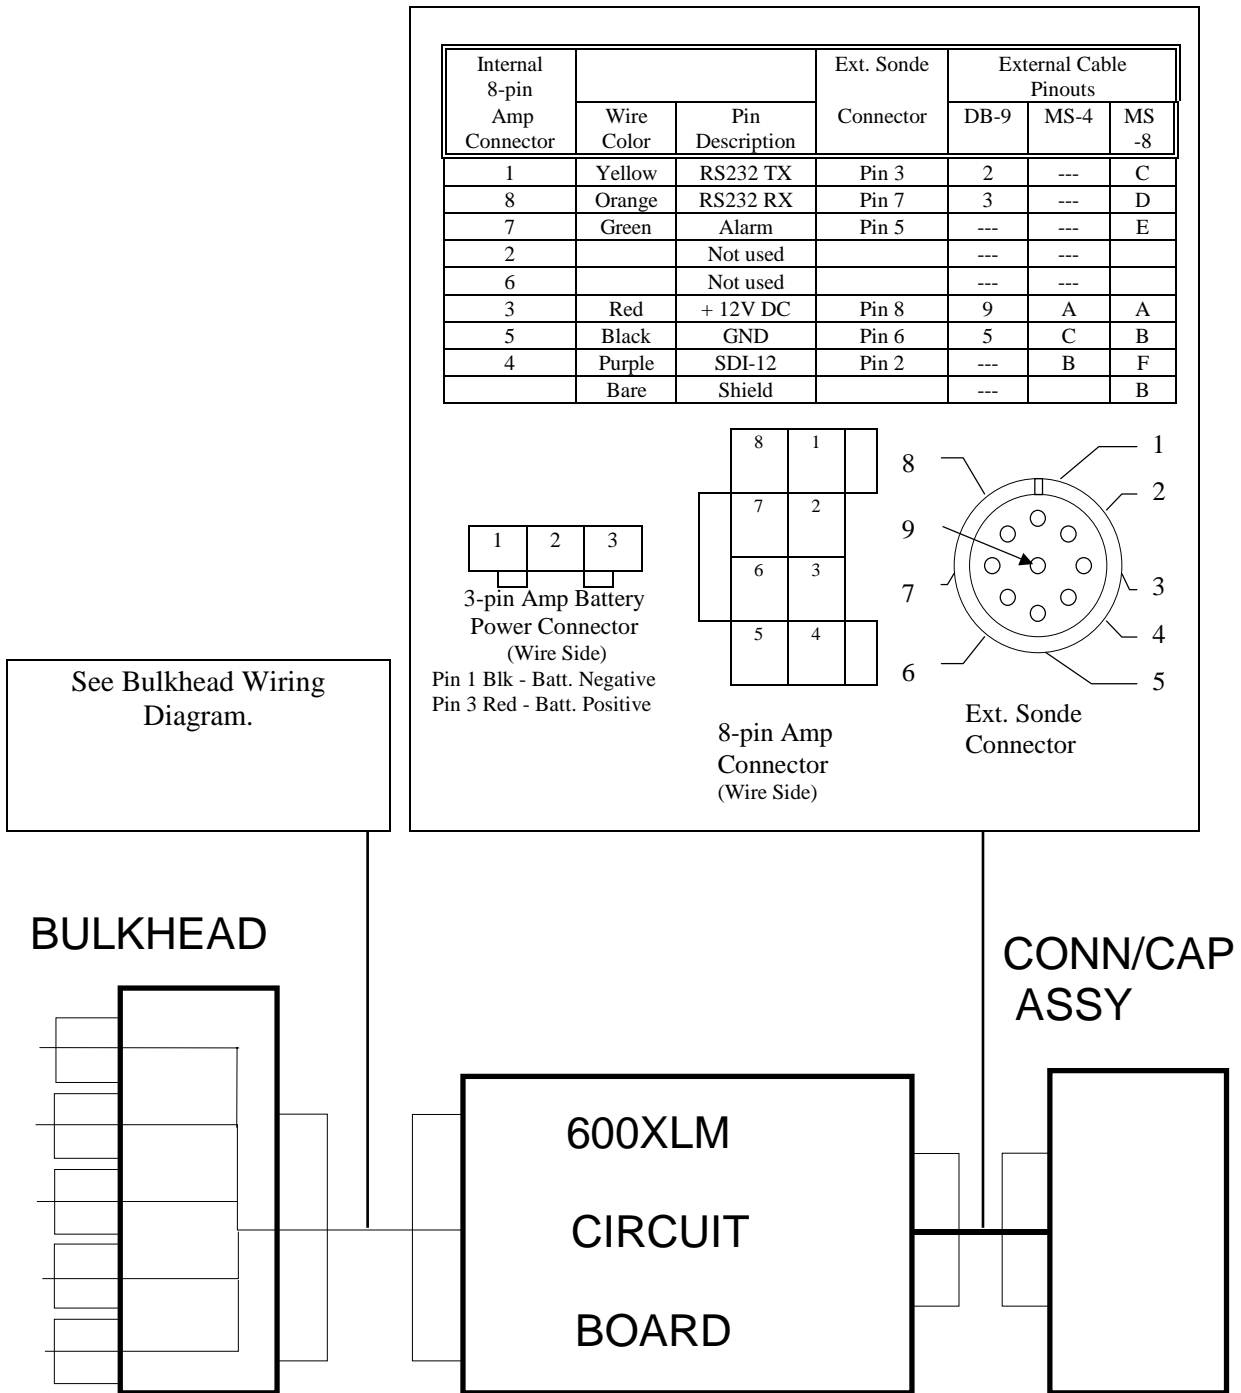 Internal 8-pin Amp Connector | Wire Color | Pin Description | Ext. Sonde Connector | External Cable Pinouts
DB-9 | MS-4 | MS -8
1 | Yellow | RS232 TX | Pin 3 | 2 | --- | C
8 | Orange | RS232 RX | Pin 7 | 3 | --- | D
7 | Green | Alarm | Pin 5 | --- | --- | E
2 | | Not used | | --- | --- |
6 | | Not used | | --- | --- |
3 | Red | + 12V DC | Pin 8 | 9 | A | A
5 | Black | GND | Pin 6 | 5 | C | B
4 | Purple | SDI-12 | Pin 2 | --- | B | F
| Bare | Shield | | --- | | B
1 2 3
3-pin Amp Battery
Power Connector
(Wire Side)
Pin 1 Blk - Batt. Negative
Pin 3 Red - Batt. Positive
8 1
7 2
6 3
5 4
8-pin Amp
Connector
(Wire Side)
8
9
7
6
1
2
3
4
5
Ext. Sonde
Connector
See Bulkhead Wiring
Diagram.
BULKHEAD
CONN/CAP
ASSY
600XLM
CIRCUIT
BOARD